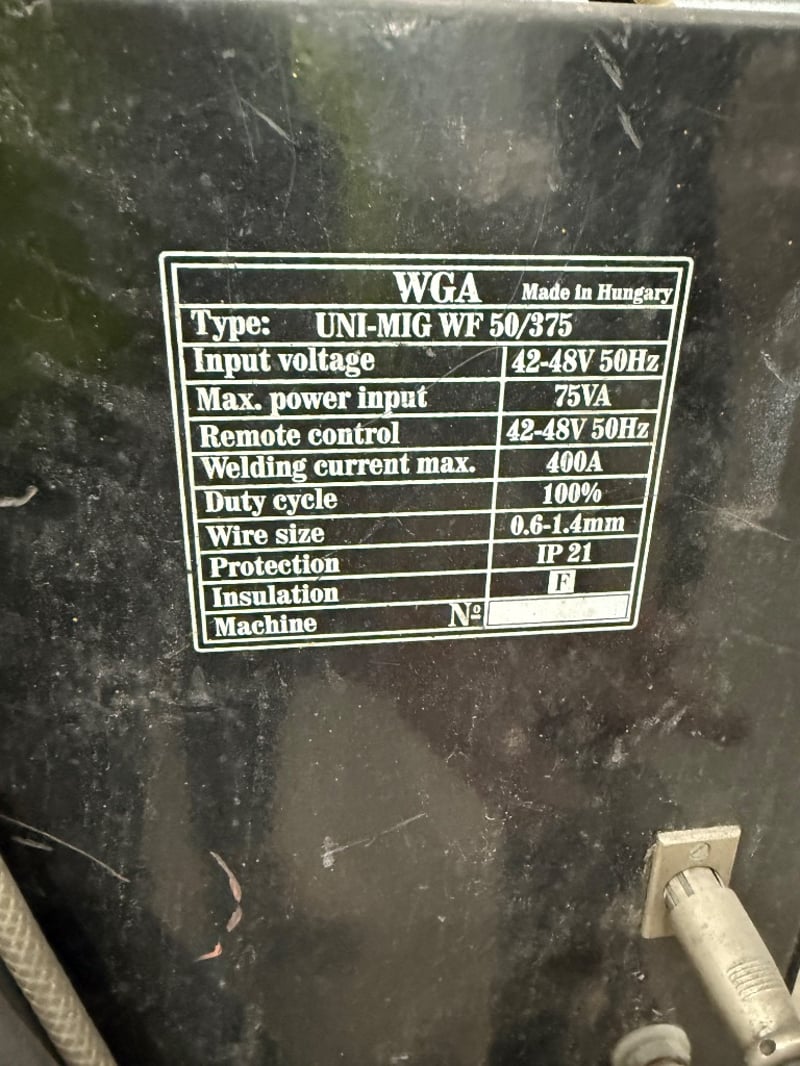 WGA Made in Hungary
Type: UNI-MIG WF 50/375
Input voltage 42-48V 50Hz
Max. power input 75VA
Remote control 42-48V 50Hz
Welding current max. 400A
Duty cycle 100%
Wire size 0.6-1.4mm
Protection IP 21
Insulation F
Machine Nº